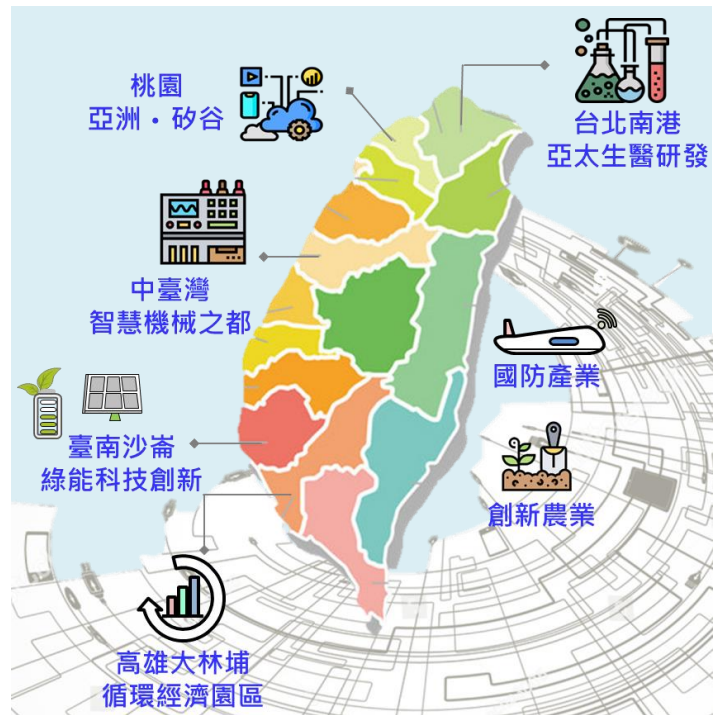 桃園
亞洲・矽谷
台北南港
亞太生醫研發
中臺灣
智慧機械之都
國防產業
臺南沙崙
綠能科技創新
創新農業
高雄大林埔
循環經濟園區